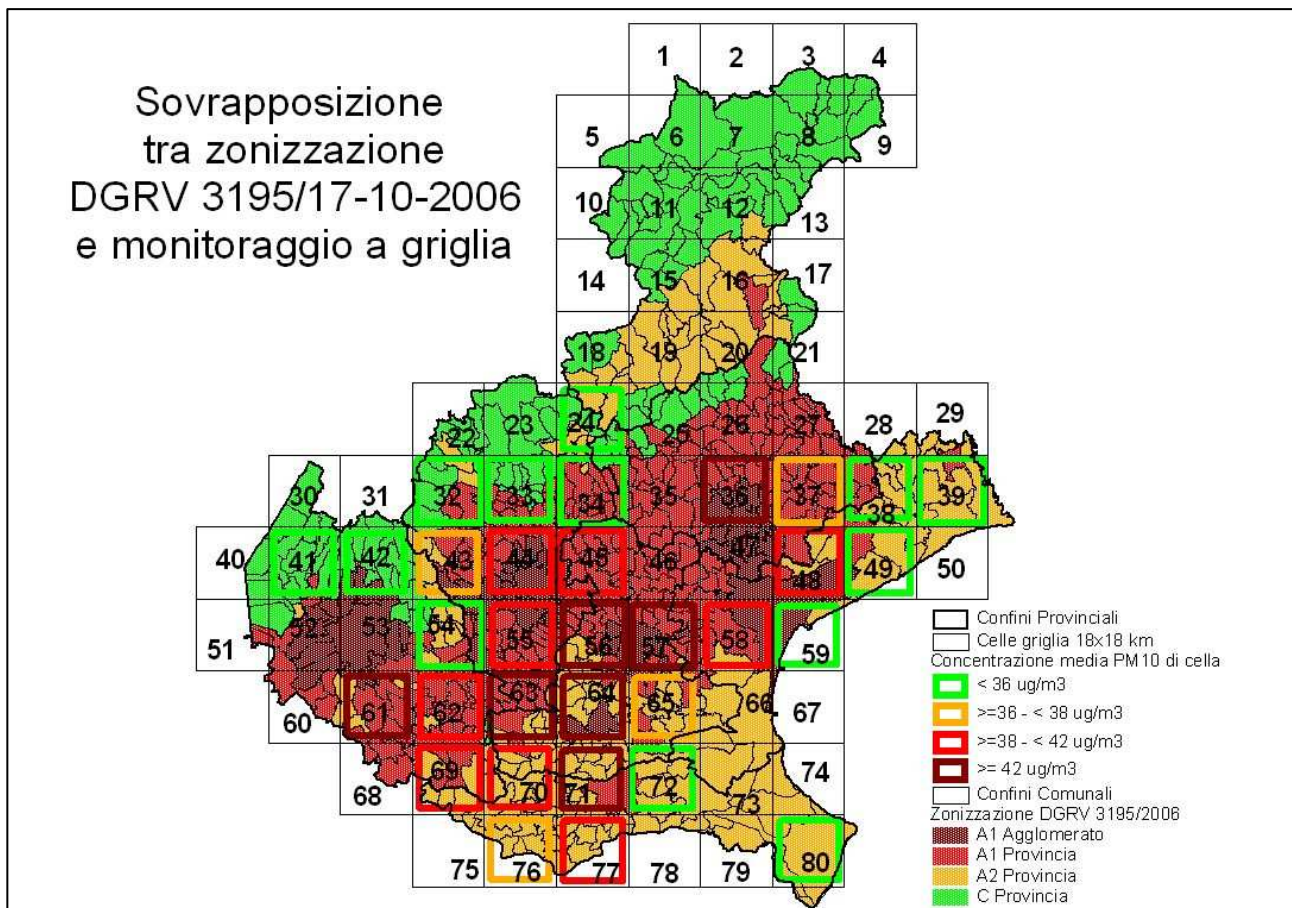 Sovrapposizione
tra zonizzazione
DGRV 3195/17-10-2006
e monitoraggio a griglia
1 2 3 4
5 6 7 8 9
10 11 12 13
14 15 16 17
18 19 20 21
22 23 24 25 26 27 28 29
30 31 32 33 34 35 36 37 38 39
40 41 42 43 44 45 46 47 48 49 50
51 52 53 54 55 56 57 58 59
60 61 62 63 64 65 66 67
68 69 70 71 72 73 74
75 76 77 78 79 80
Confini Provinciali
Celle griglia 18x18 km
Concentrazione media PM10 di cella
< 36 ug/m3
>=36 - < 38 ug/m3
>=38 - < 42 ug/m3
>= 42 ug/m3
Confini Comunali
Zonizzazione DGRV 3195/2006
A1 Agglomerato
A1 Provincia
A2 Provincia
C Provincia